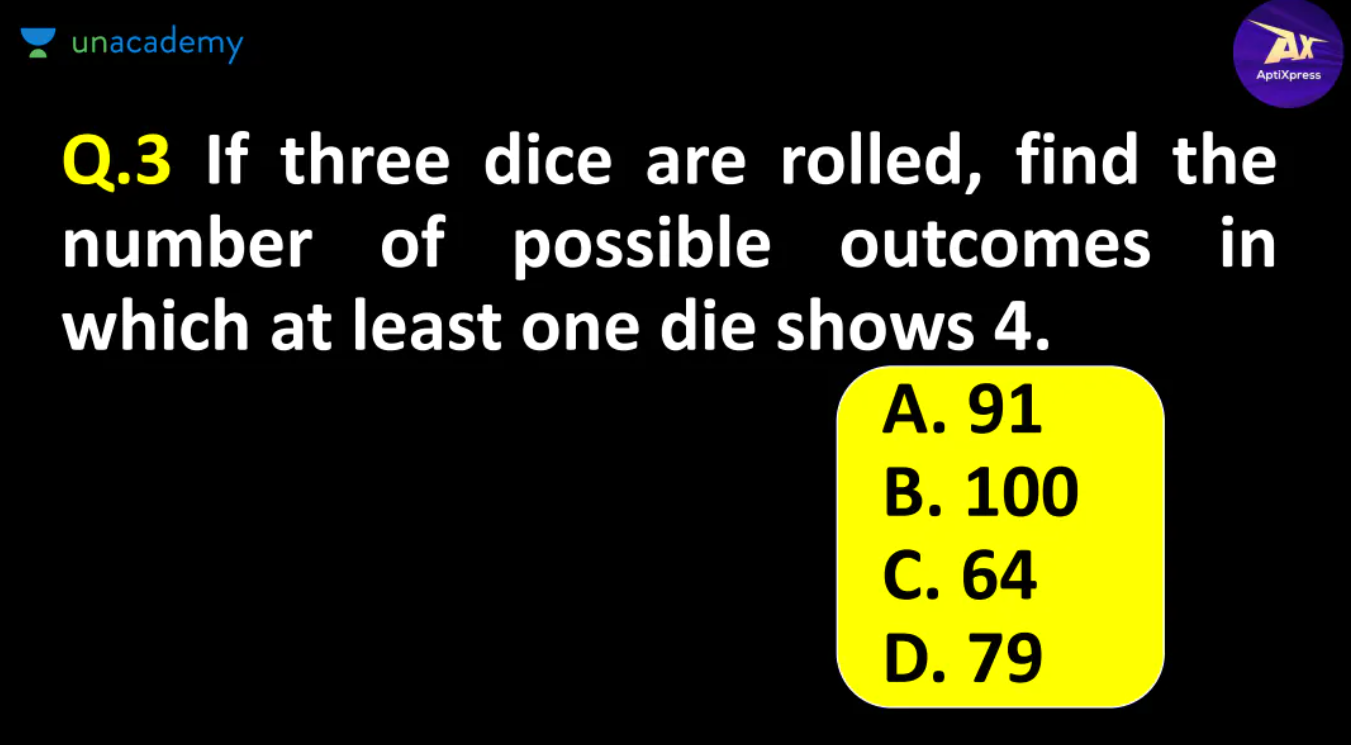 unacademy
AX
AptiXpress
Q.3 If three dice are rolled, find the
number of possible outcomes in
which at least one die shows 4.
A. 91
B. 100
C. 64
D. 79